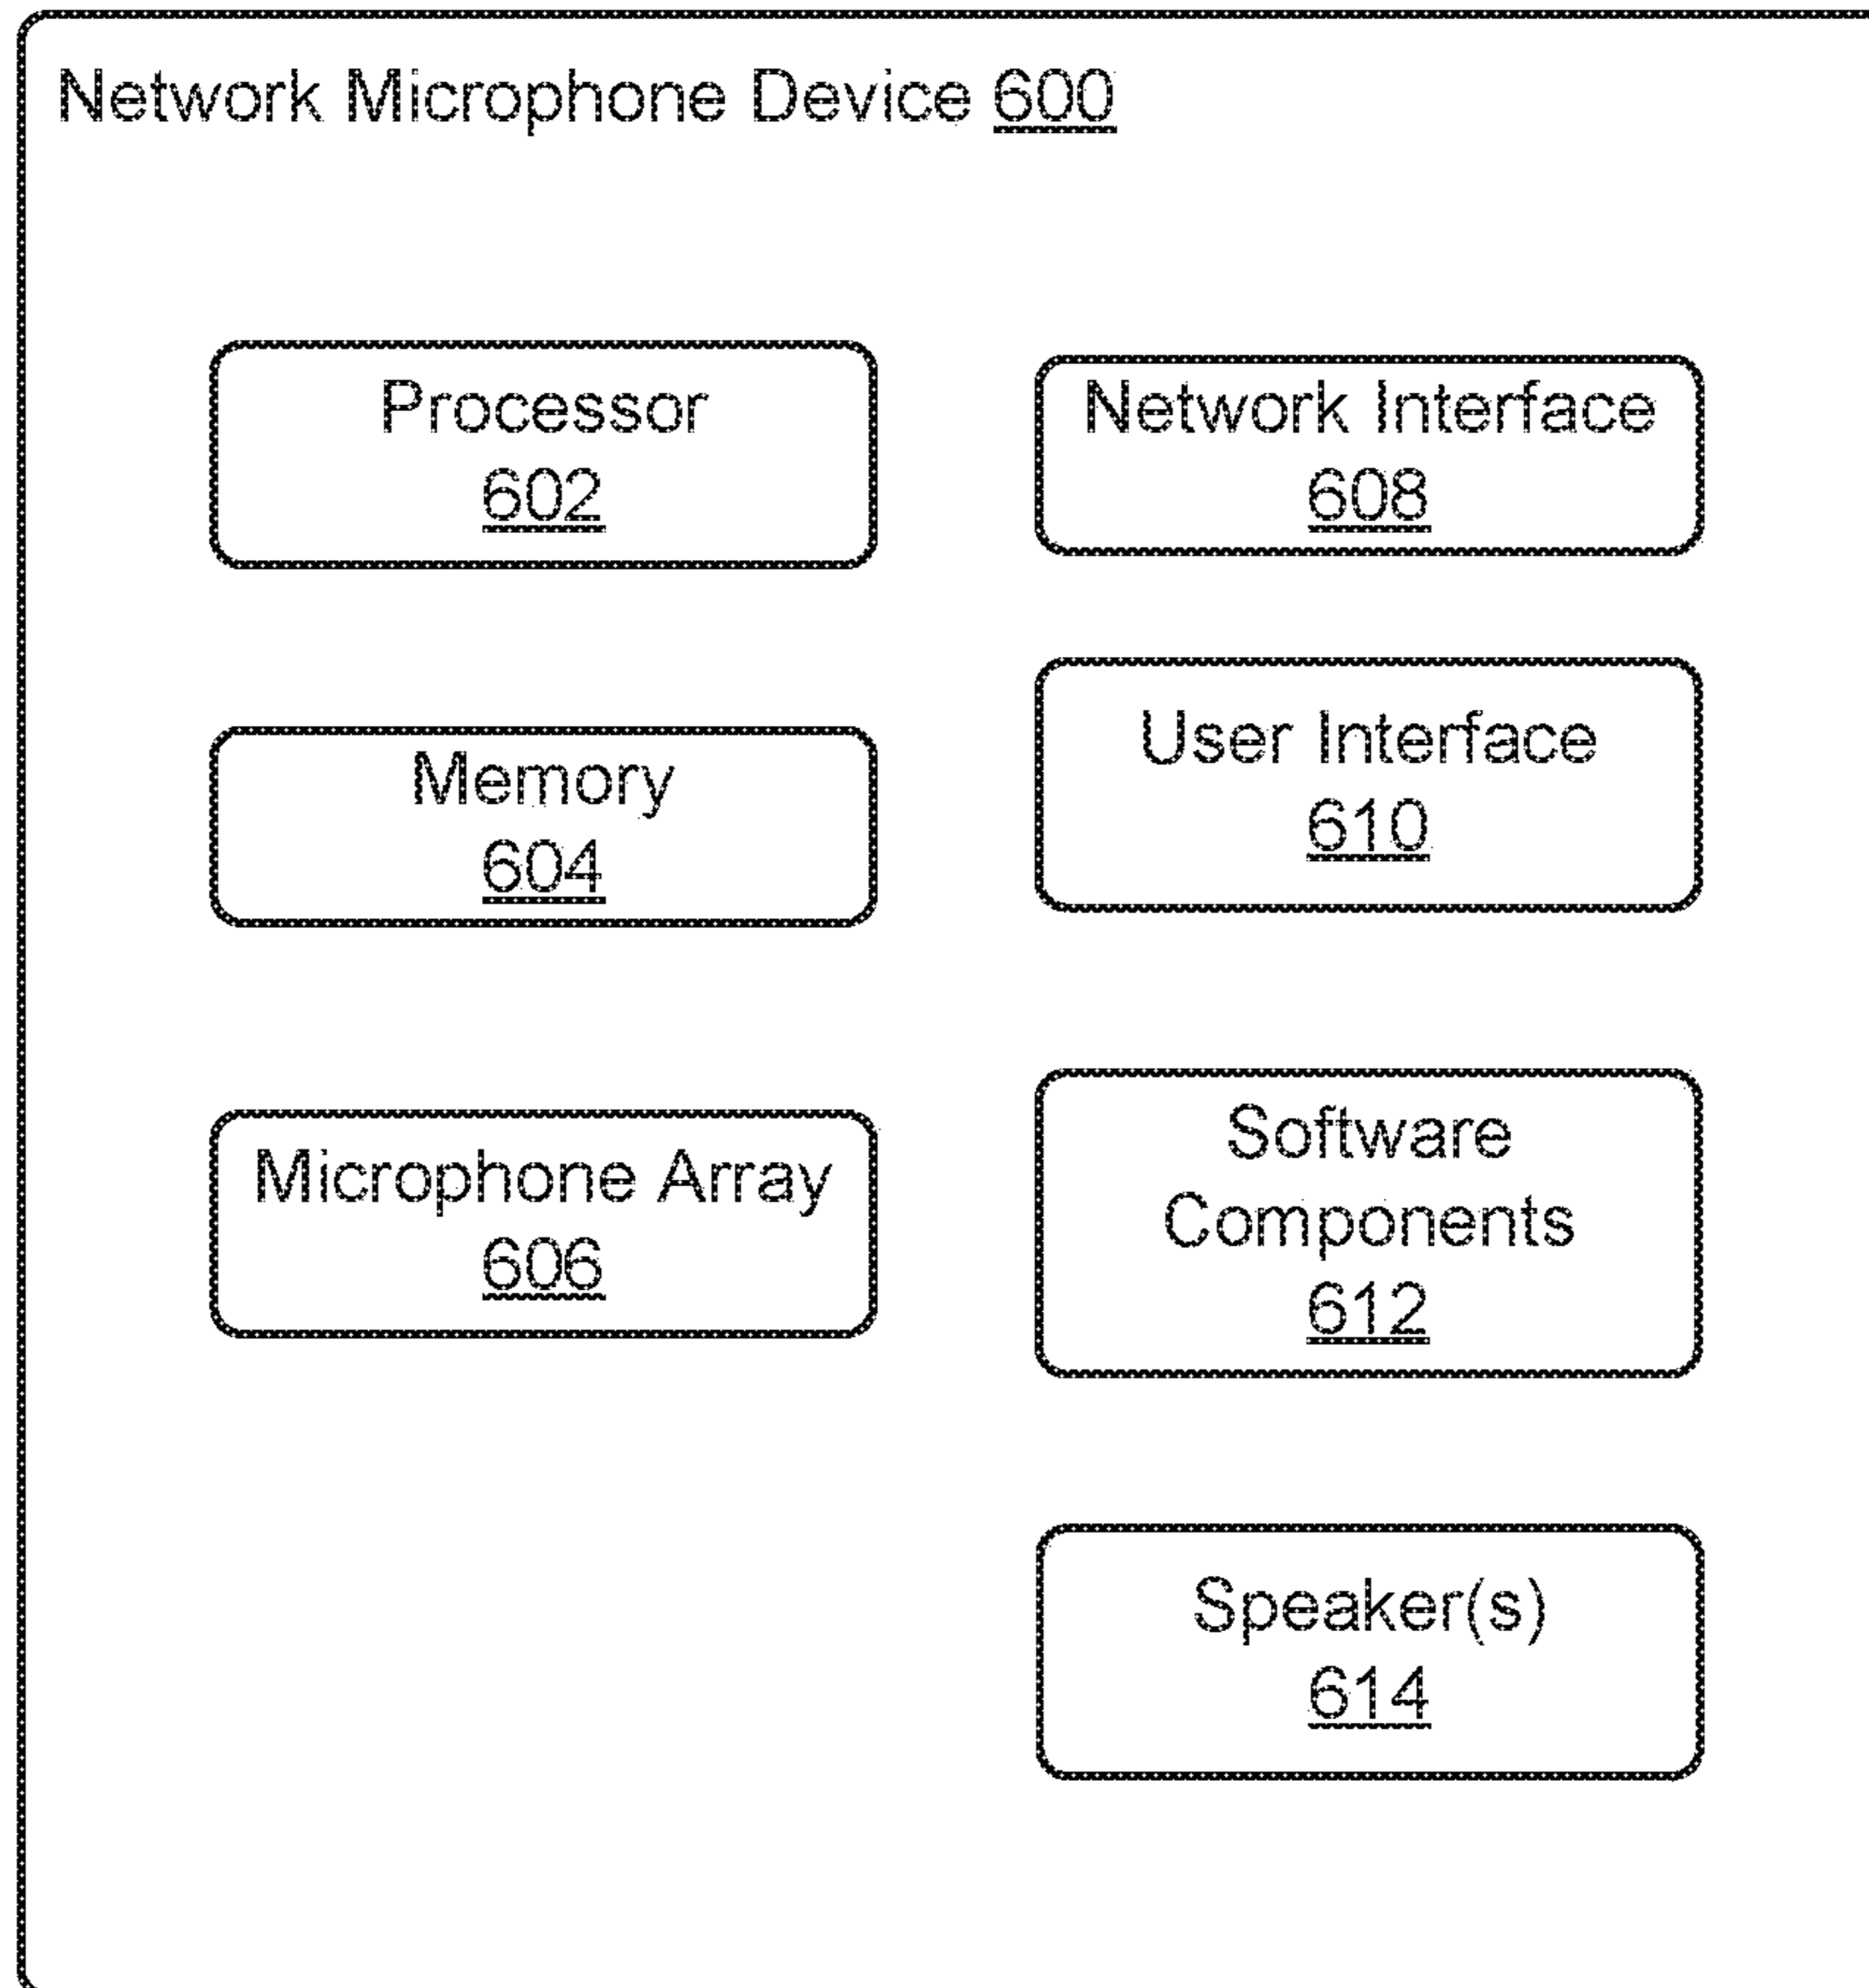 Network Microphone Device 600
Processor
602
Memory
604
Microphone Array
606
Network Interface
608
User Interface
610
Software
Components
612
Speaker(s)
614